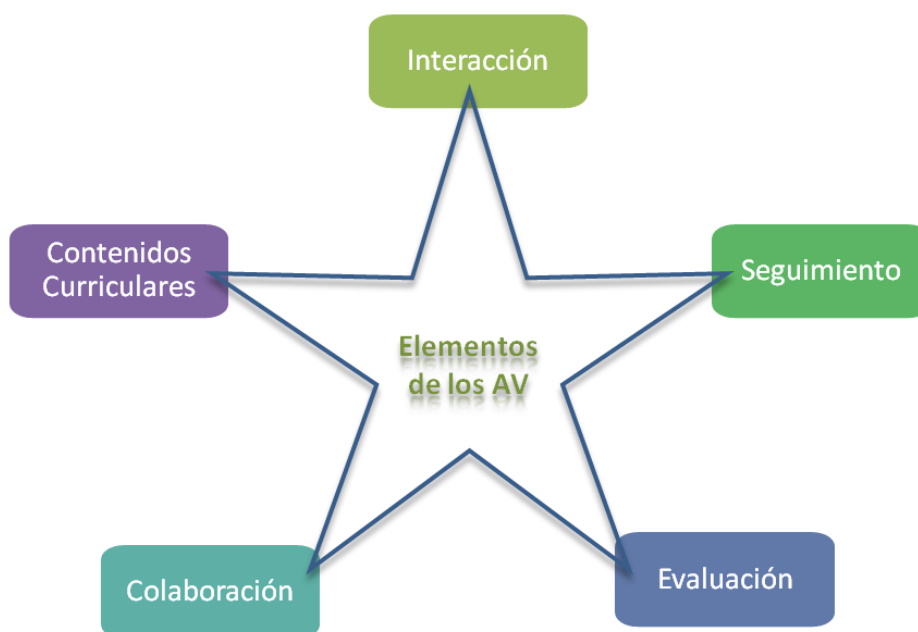 Interacción
Contenidos
Curriculares
Seguimiento
Elementos
de los AV
Colaboración
Evaluación